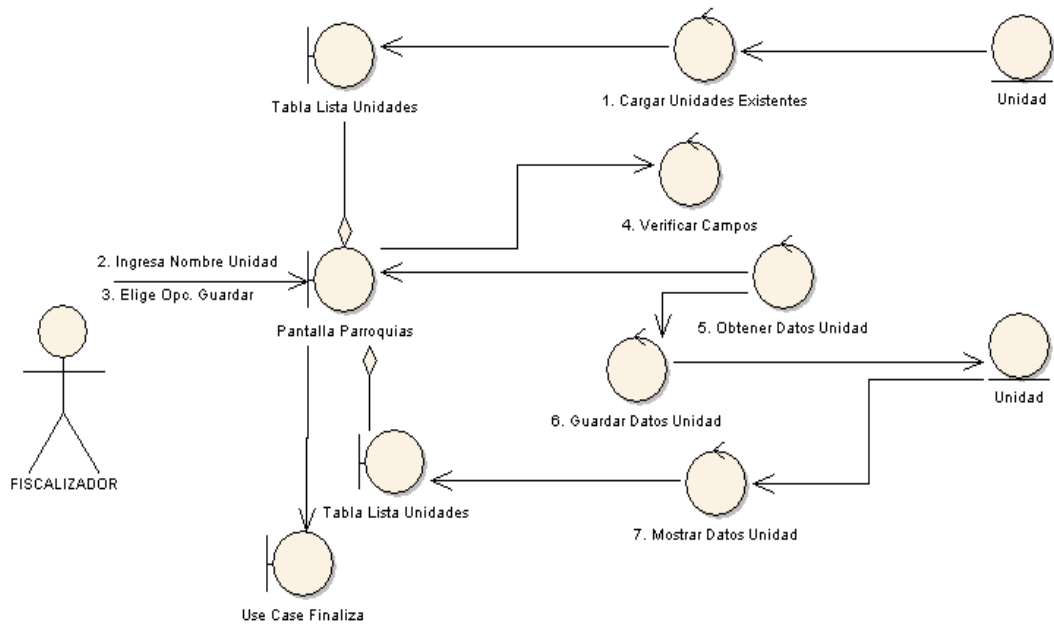 Tabla Lista Unidades
1. Cargar Unidades Existentes
Unidad
4. Verificar Campos
2. Ingresa Nombre Unidad
3. Elige Opc. Guardar
Pantalla Parroquias
5. Obtener Datos Unidad
6. Guardar Datos Unidad
Unidad
FISCALIZADOR
Tabla Lista Unidades
7. Mostrar Datos Unidad
Use Case Finaliza